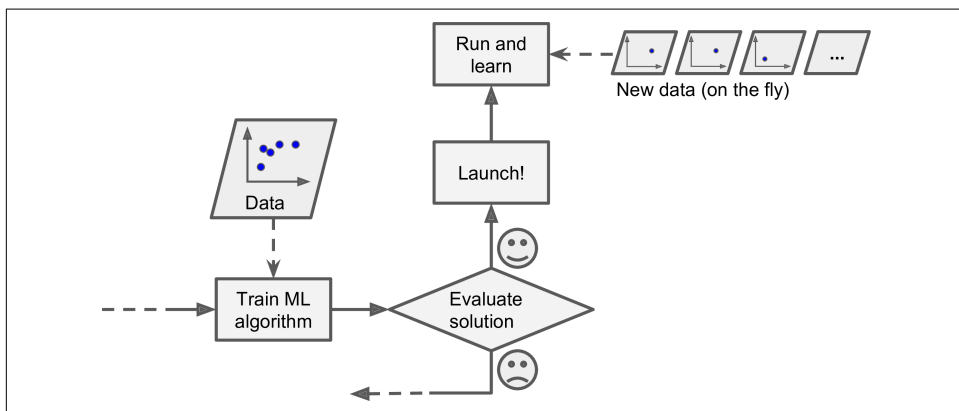 Run and
learn
...
New data (on the fly)
Launch!
Data
Train ML
algorithm
Evaluate
solution